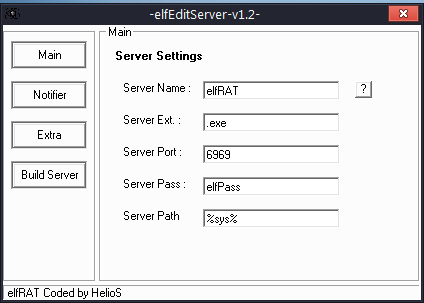 -elfEditServer-v1.2-
Main
Main
Server Settings
Server Name : elfRAT ?
Notifier
Server Ext. : .exe
Extra
Server Port : 6969
Build Server
Server Pass : elfPass
Server Path %sys%
elfRAT Coded by HelioS